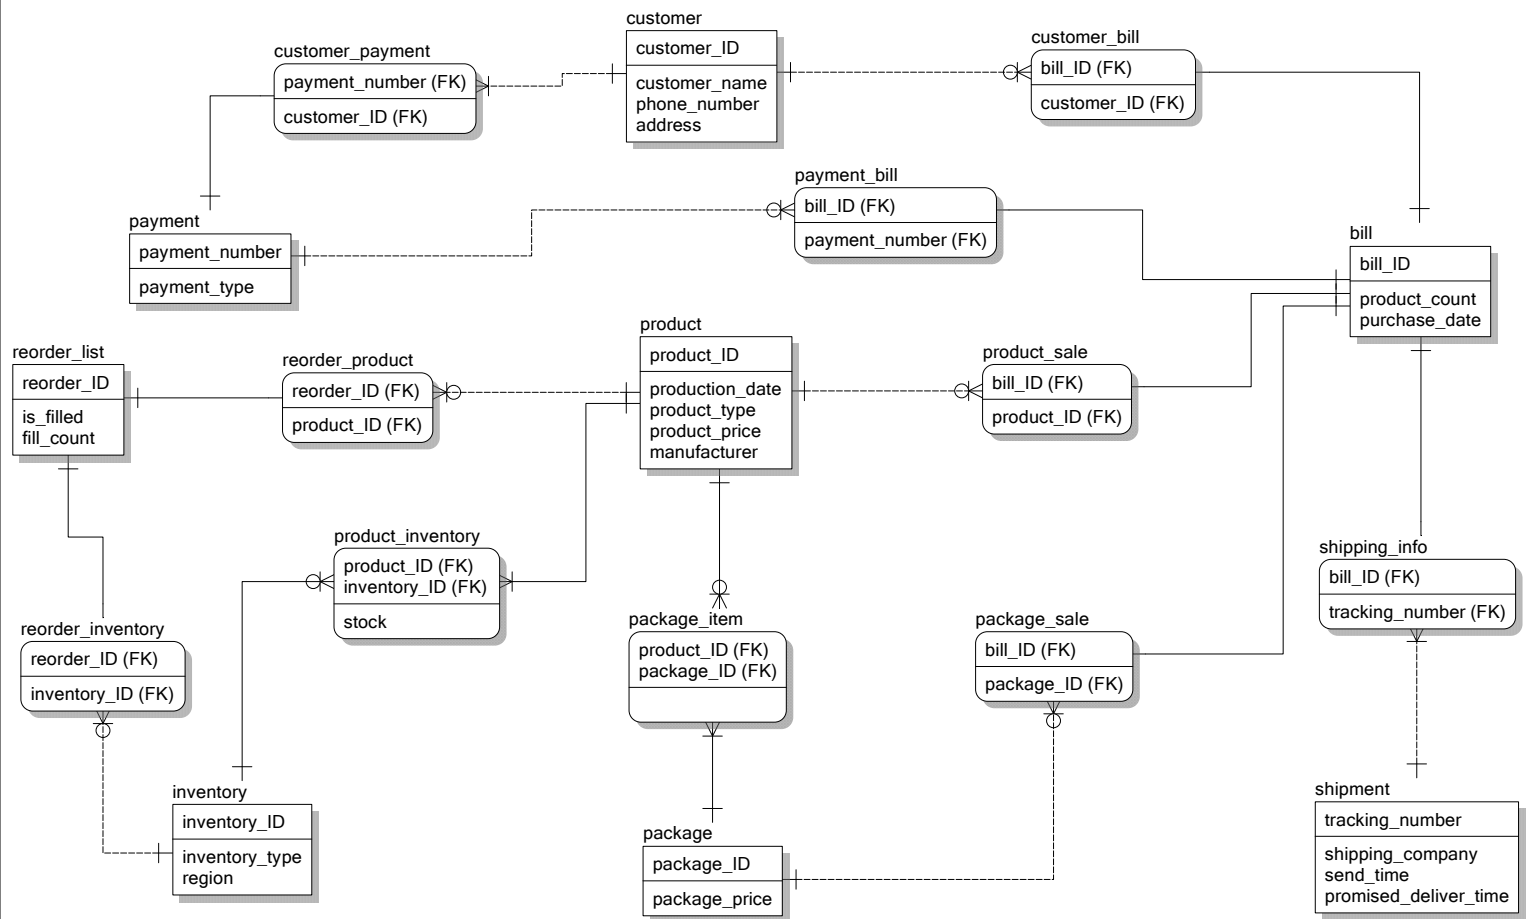 customer
customer_ID
customer_name
phone_number
address
customer_payment
payment_number (FK)
customer_ID (FK)
customer_bill
bill_ID (FK)
customer_ID (FK)
payment_bill
bill_ID (FK)
payment_number (FK)
payment
payment_number
payment_type
bill
bill_ID
product_count
purchase_date
product
product_ID
production_date
product_type
product_price
manufacturer
reorder_list
reorder_ID
is_filled
fill_count
reorder_product
reorder_ID (FK)
product_ID (FK)
product_sale
bill_ID (FK)
product_ID (FK)
product_inventory
product_ID (FK)
inventory_ID (FK)
stock
shipping_info
bill_ID (FK)
tracking_number (FK)
reorder_inventory
reorder_ID (FK)
inventory_ID (FK)
package_item
product_ID (FK)
package_ID (FK)
package_sale
bill_ID (FK)
package_ID (FK)
inventory
inventory_ID
inventory_type
region
package
package_ID
package_price
shipment
tracking_number
shipping_company
send_time
promised_deliver_time